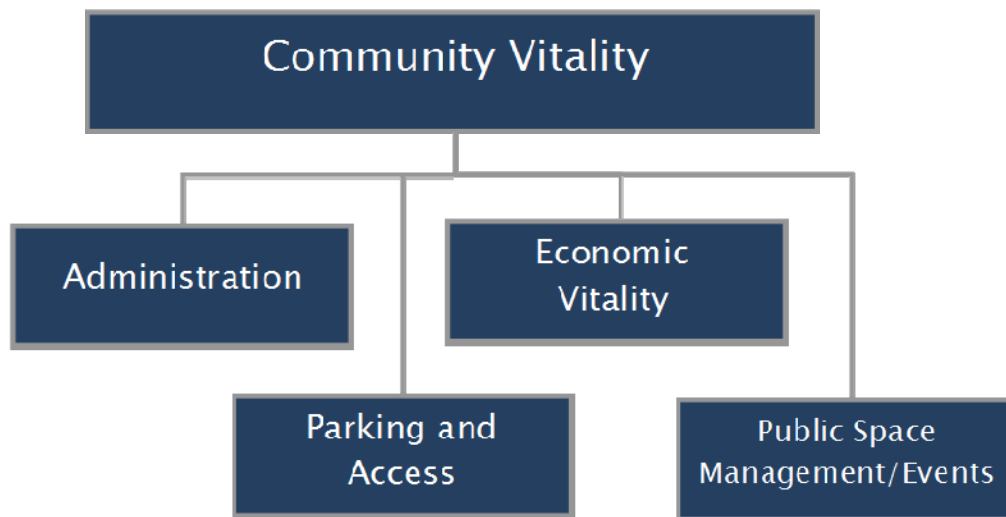 Community Vitality
Administration
Economic
Vitality
Parking and
Access
Public Space
Management/Events